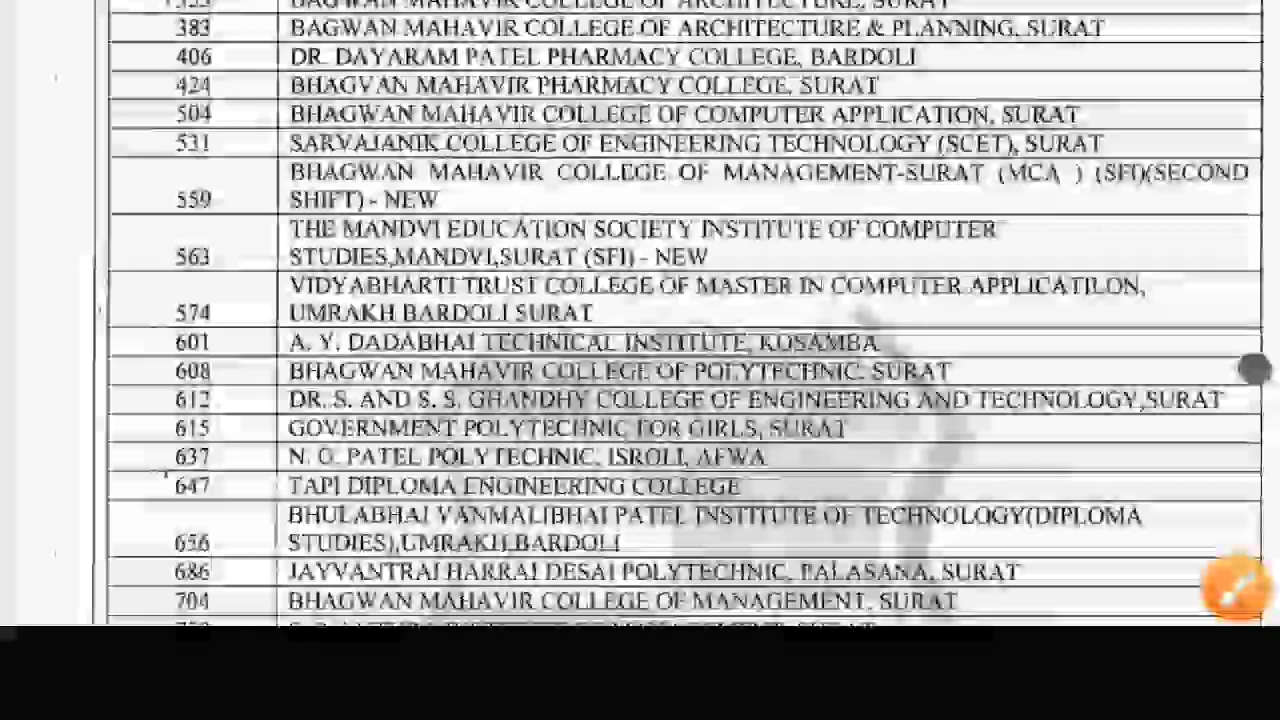 BAGWAN MAHAVIR COLLEGE OF ARCHITECTURE, SURAT
383 BAGWAN MAHAVIR COLLEGE OF ARCHITECTURE & PLANNING, SURAT
406 DR. DAYARAM PATEL PHARMACY COLLEGE, BARDOLI
424 BHAGVAN MAHAVIR PHARMACY COLLEGE, SURAT
504 BHAGWAN MAHAVIR COLLEGE OF COMPUTER APPLICATION, SURAT
531 SARVAJANIK COLLEGE OF ENGINEERING TECHNOLOGY (SCET), SURAT
BHAGWAN MAHAVIR COLLEGE OF MANAGEMENT-SURAT (MCA ) (SFI)(SECOND
559 SHIFT) - NEW
THE MANDVI EDUCATION SOCIETY INSTITUTE OF COMPUTER
563 STUDIES,MANDVI,SURAT (SFI) - NEW
VIDYABHARTI TRUST COLLEGE OF MASTER IN COMPUTER APPLICATILON,
574 UMRAKH BARDOLI SURAT
601 A. Y. DADABHAI TECHNICAL INSTITUTE, KOSAMBA
608 BHAGWAN MAHAVIR COLLEGE OF POLYTECHNIC, SURAT
612 DR. S. AND S. S. GHANDHY COLLEGE OF ENGINEERING AND TECHNOLOGY,SURAT
615 GOVERNMENT POLYTECHNIC FOR GIRLS, SURAT
637 N. G. PATEL POLYTECHNIC, ISROLI, AFWA
647 TAPI DIPLOMA ENGINEERING COLLEGE
BHULABHAI VANMALIBHAI PATEL INSTITUTE OF TECHNOLOGY(DIPLOMA
656 STUDIES),UMRAKH,BARDOLI
686 JAYVANTRAI HARRAI DESAI POLYTECHNIC, PALASANA, SURAT
704 BHAGWAN MAHAVIR COLLEGE OF MANAGEMENT, SURAT